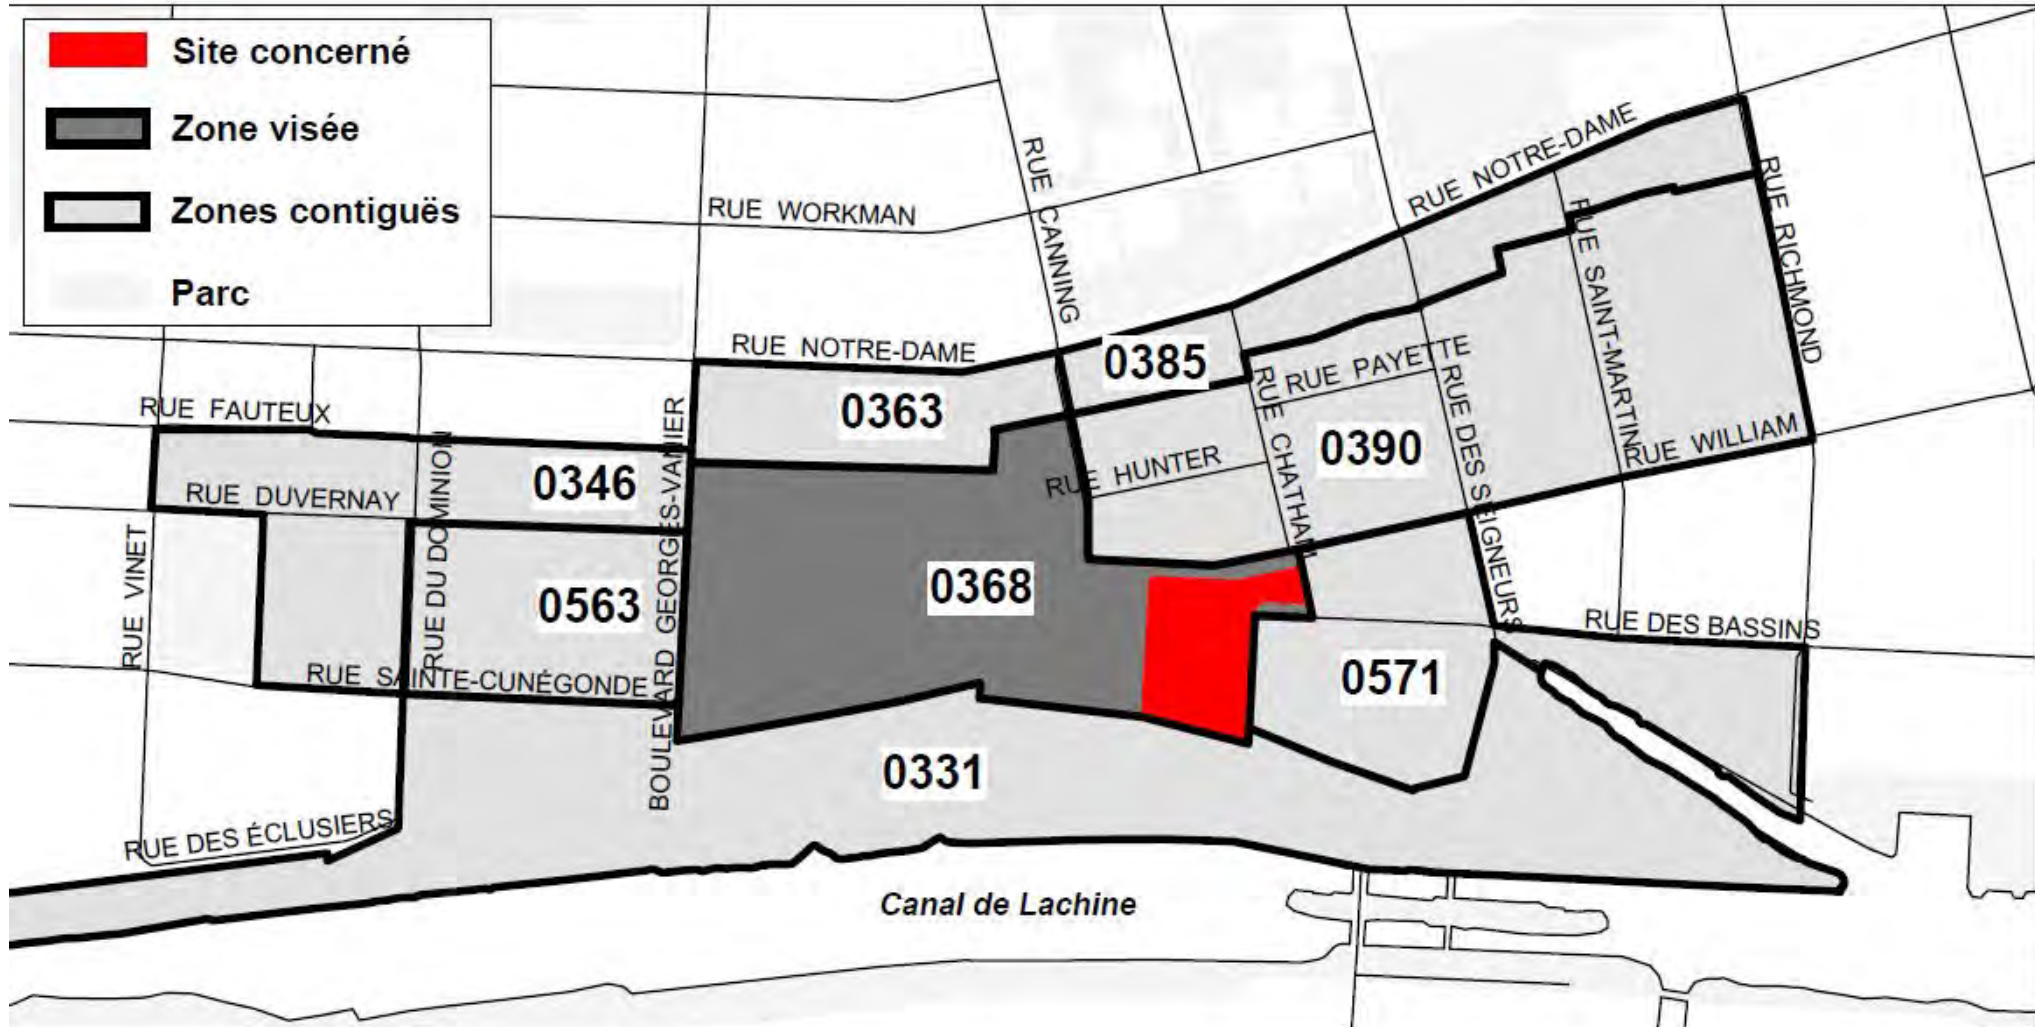 Site concerné
Zone visée
Zones contiguës
Parc
RUE WORKMAN
RUE CANNING
RUE NOTRE-DAME
RUE RICHMOND
RUE SAINT-MARTIN
RUE NOTRE-DAME
0385
RUE PAYETTE
0363
RUE FAUTEUX
RUE CHATHAM
0390
RUE DES SEIGNEURS
RUE WILLIAM
RUE HUNTER
0346
RUE DUVERNAY
RUE DU DOMINION
BOULEVARD GEORGES-VANIER
RUE VINET
0563
0368
RUE DES BASSINS
RUE SAINTE-CUNÉGONDE
0571
0331
RUE DES ÉCLUSIERS
Canal de Lachine